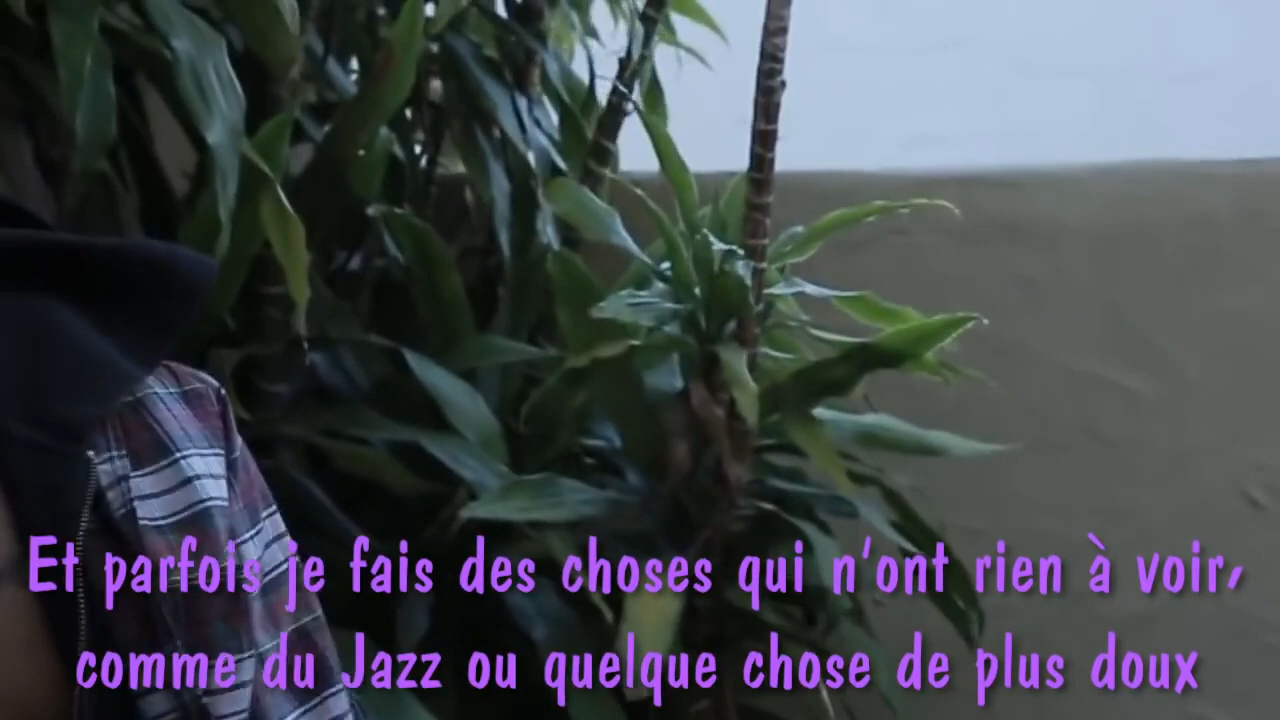 Et parfois je fais des choses qui n'ont rien à voir,
comme du Jazz ou quelque chose de plus doux